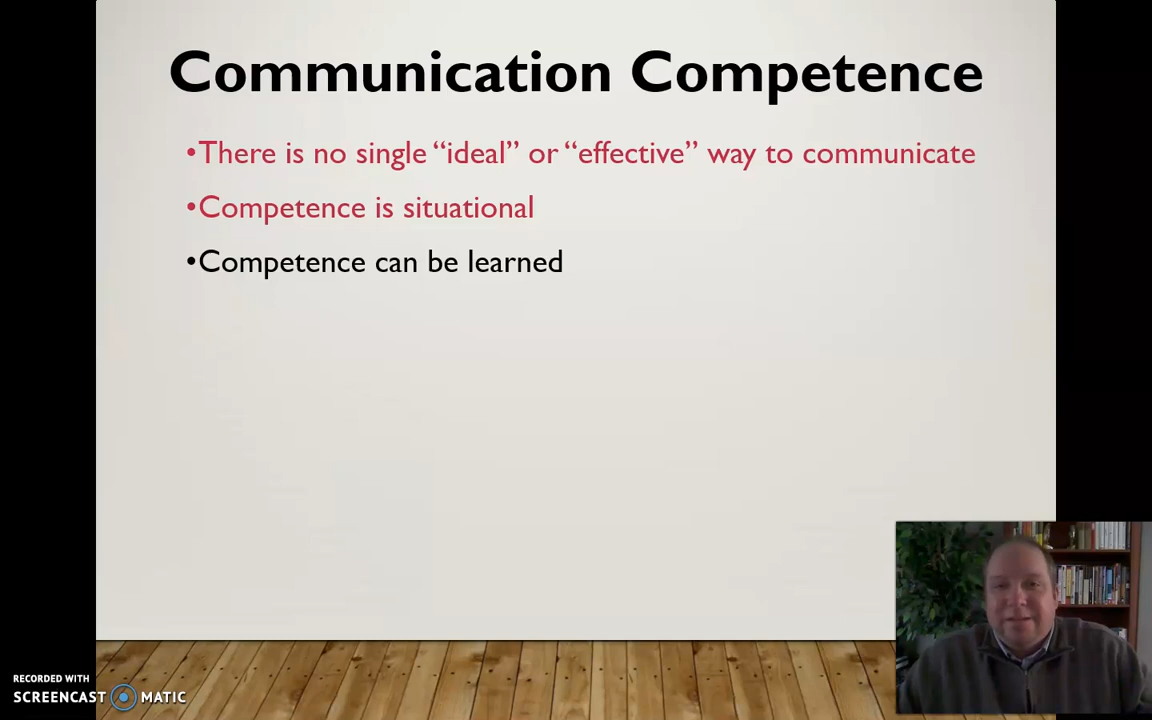 Communication Competence
•There is no single “ideal” or “effective” way to communicate
•Competence is situational
•Competence can be learned
RECORDED WITH
SCREENCAST MATIC